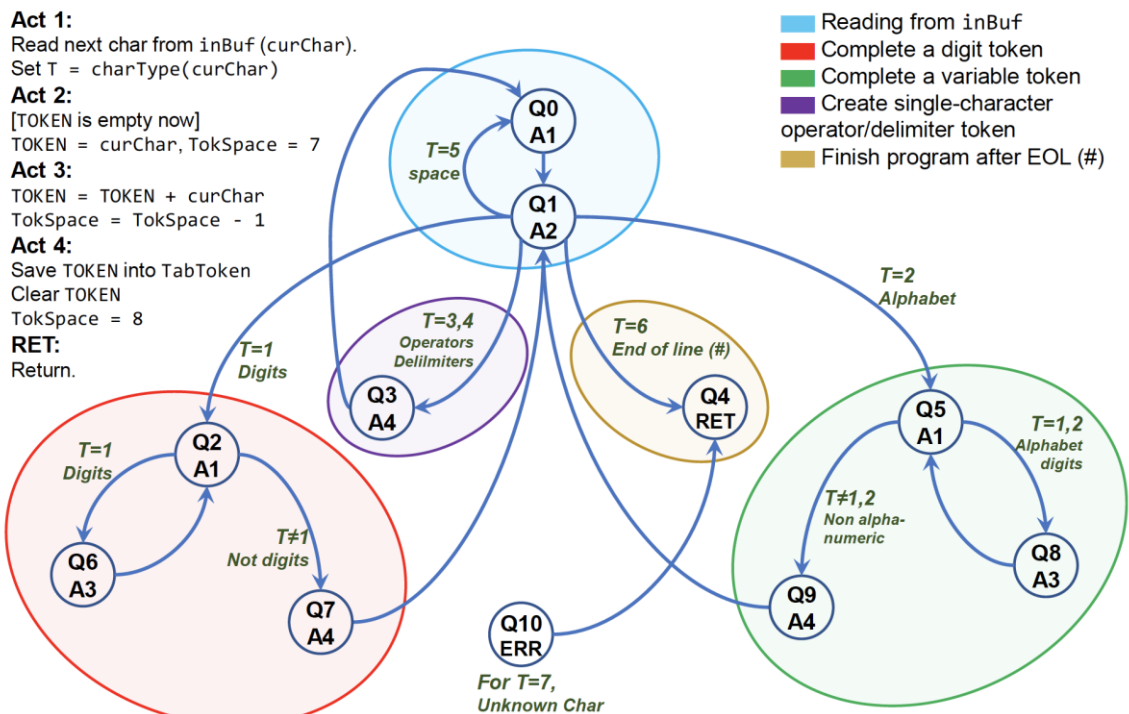 Act 1:
Read next char from inBuf (curChar).
Set T = charType(curChar)
Act 2:
[TOKEN is empty now]
TOKEN = curChar, TokSpace = 7
Act 3:
TOKEN = TOKEN + curChar
TokSpace = TokSpace - 1
Act 4:
Save TOKEN into TabToken
Clear TOKEN
TokSpace = 8
RET:
Return.
Reading from inBuf
Complete a digit token
Complete a variable token
Create single-character
operator/delimiter token
Finish program after EOL (#)
Q0
A1
T=5
space
Q1
A2
T=2
Alphabet
T=1
Digits
T=3,4
Operators
Delilmiters
Q3
A4
T=6
End of line (#)
Q4
RET
Q2
A1
T=1
Digits
T≠1
Not digits
Q6
A3
Q7
A4
Q5
A1
T=1,2
Alphabet
digits
T≠1,2
Non alpha-
numeric
Q8
A3
Q9
A4
Q10
ERR
For T=7,
Unknown Char